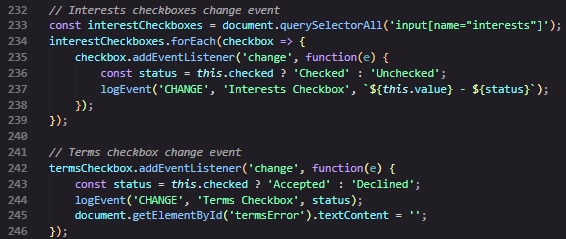 232 // Interests checkboxes change event
233 const interestCheckboxes = document.querySelectorAll('input[name="interests"]');
234 interestCheckboxes.forEach(checkbox => {
235     checkbox.addEventListener('change', function(e) {
236         const status = this.checked ? 'Checked' : 'Unchecked';
237         logEvent('CHANGE', 'Interests Checkbox', `${this.value} - ${status}`);
238     });
239 });
240
241 // Terms checkbox change event
242 termsCheckbox.addEventListener('change', function(e) {
243     const status = this.checked ? 'Accepted' : 'Declined';
244     logEvent('CHANGE', 'Terms Checkbox', status);
245     document.getElementById('termsError').textContent = '';
246 });